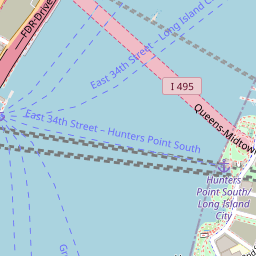 FDR-Drive
East 34th Street
Long Island City
I 495
Queens-Midtow
East 34th Street - Hunters Point South
Hunters
Point South/
Long Island
City